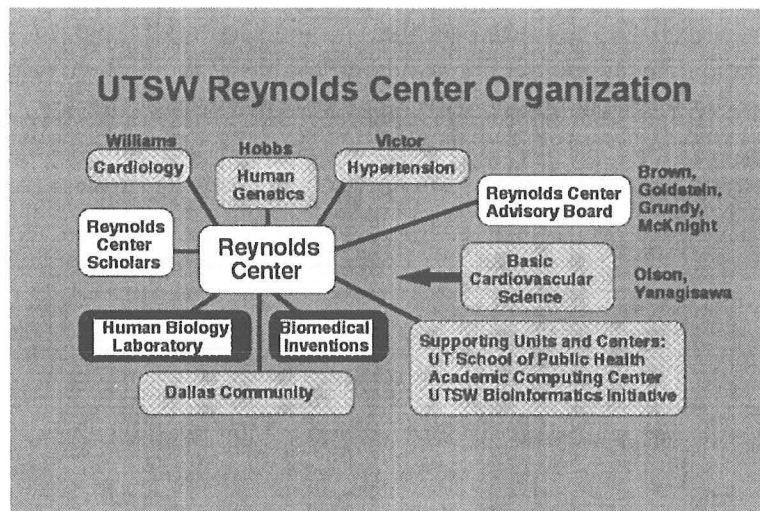 UTSW Reynolds Center Organization
Williams
Cardiology
Hobbs
Human
Genetics
Victor
Hypertension
Reynolds Center
Advisory Board
Brown,
Goldstein,
Grundy,
McKnight
Reynolds
Center
Scholars
Reynolds
Center
Basic
Cardiovascular
Science
Olson,
Yanagisawa
Human Biology
Laboratory
Biomedical
Inventions
Supporting Units and Centers:
UT School of Public Health
Academic Computing Center
UTSW Bioinformatics Initiative
Dallas Community